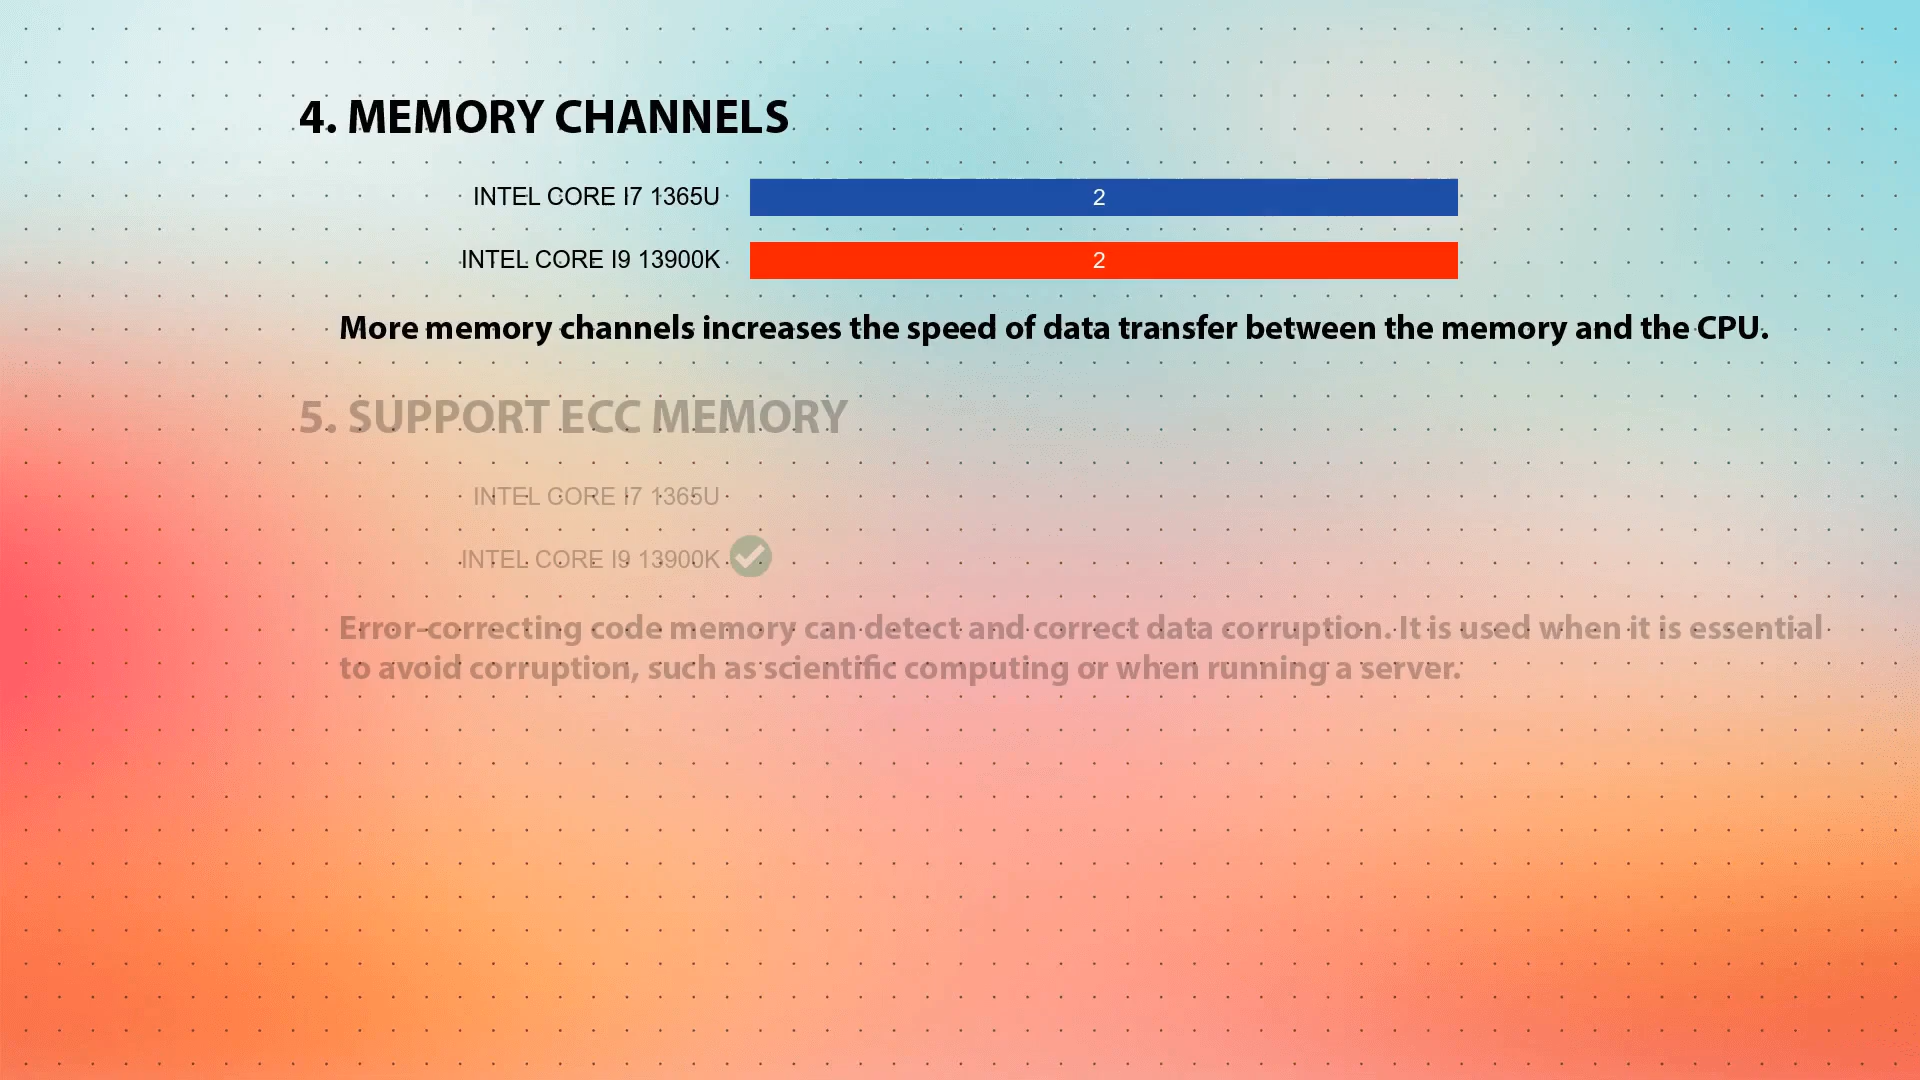 4. MEMORY CHANNELS
INTEL CORE I7 1365U 2
INTEL CORE I9 13900K 2
More memory channels increases the speed of data transfer between the memory and the CPU.
5. SUPPORT ECC MEMORY
INTEL CORE I7 1365U
INTEL CORE I9 13900K
Error-correcting code memory can detect and correct data corruption. It is used when it is essential
to avoid corruption, such as scientific computing or when running a server.